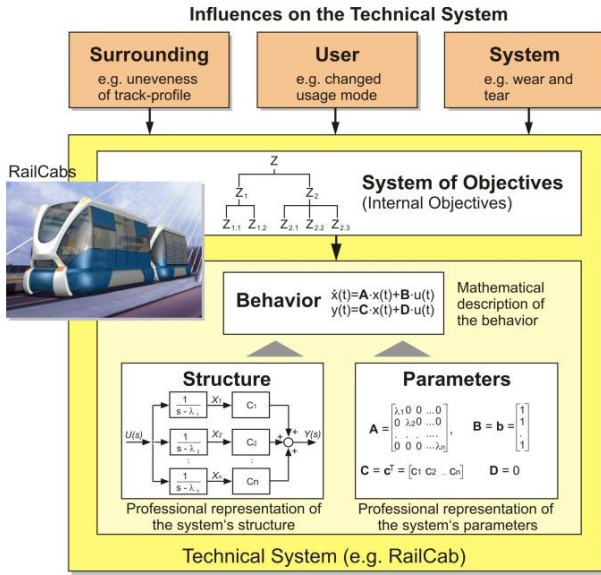 Influences on the Technical System
Surrounding
e.g. uneveness
of track-profile
User
e.g. changed
usage mode
System
e.g. wear and
tear
RailCabs
Z
Z1 Z2
Z1.1 Z1.2 Z2.1 Z2.2 Z2.3
System of Objectives
(Internal Objectives)
Behavior
ẋ(t)=A·x(t)+B·u(t)
y(t)=C·x(t)+D·u(t)
Mathematical
description of
the behavior
Structure
U(s)
1 / s - λ1 X1 C1
1 / s - λ2 X2 C2
:
:
1 / s - λn Xn Cn
+ + +
Y(s)
Professional representation of
the system's structure
Parameters
A = [λ1 0 0 ...0
0 λ2 0 ...0
. . . ....
0 0 0 ...λn],
B = b = [1
1
.
1]
C = cT = [c1 c2 ... cn] D = 0
Professional representation of
the system's parameters
Technical System (e.g. RailCab)